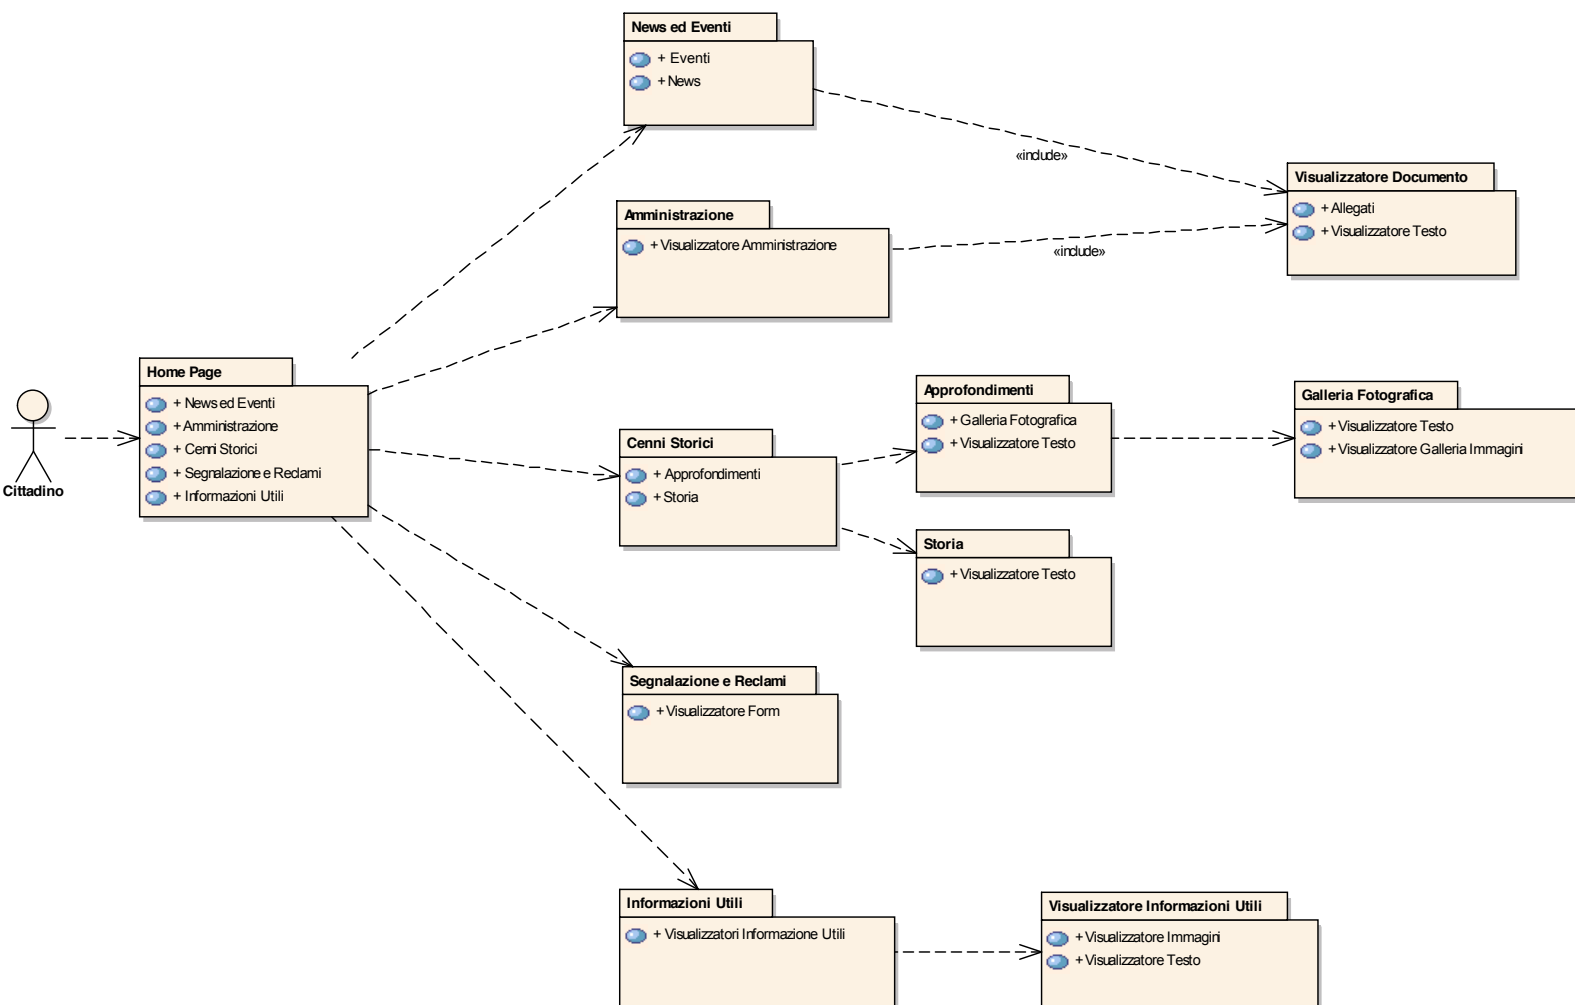 News ed Eventi
+ Eventi
+ News
«include»
Visualizzatore Documento
+ Allegati
+ Visualizzatore Testo
Amministrazione
+ Visualizzatore Amministrazione
«include»
Home Page
+ News ed Eventi
+ Amministrazione
+ Cenni Storici
+ Segnalazione e Reclami
+ Informazioni Utili
Cittadino
Cenni Storici
+ Approfondimenti
+ Storia
Approfondimenti
+ Galleria Fotografica
+ Visualizzatore Testo
Galleria Fotografica
+ Visualizzatore Testo
+ Visualizzatore Galleria Immagini
Storia
+ Visualizzatore Testo
Segnalazione e Reclami
+ Visualizzatore Form
Informazioni Utili
+ Visualizzatori Informazione Utili
Visualizzatore Informazioni Utili
+ Visualizzatore Immagini
+ Visualizzatore Testo